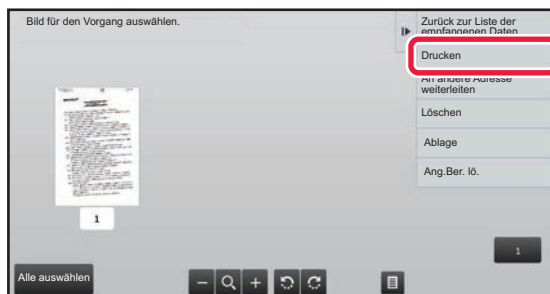 Bild für den Vorgang auswählen.
Zurück zur Liste der
empfangenen Daten
Drucken
An andere Adresse
weiterleiten
Löschen
Ablage
Ang.Ber. lö.
1
1
Alle auswählen